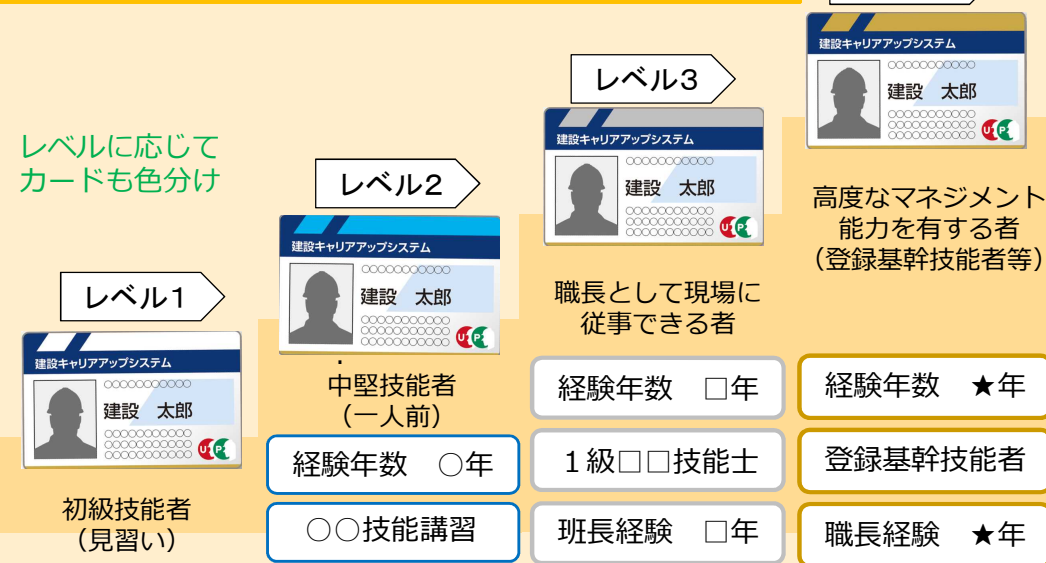 レベルに応じて
カードも色分け
レベル1
建設キャリアアップシステム
○○○○○○○○○○○
建設　太郎
○○○○○○○○○○○
○○○○○○○○○○○
○○○○○○○○○○○
初級技能者
（見習い）
レベル2
建設キャリアアップシステム
○○○○○○○○○○○
建設　太郎
○○○○○○○○○○○
○○○○○○○○○○○
○○○○○○○○○○○
中堅技能者
（一人前）
経験年数　○年
○○技能講習
レベル3
建設キャリアアップシステム
○○○○○○○○○○○
建設　太郎
○○○○○○○○○○○
○○○○○○○○○○○
○○○○○○○○○○○
職長として現場に
従事できる者
経験年数　□年
１級□□技能士
班長経験　□年
建設キャリアアップシステム
○○○○○○○○○○○
建設　太郎
○○○○○○○○○○○
○○○○○○○○○○○
○○○○○○○○○○○
高度なマネジメント
能力を有する者
（登録基幹技能者等）
経験年数　★年
登録基幹技能者
職長経験　★年